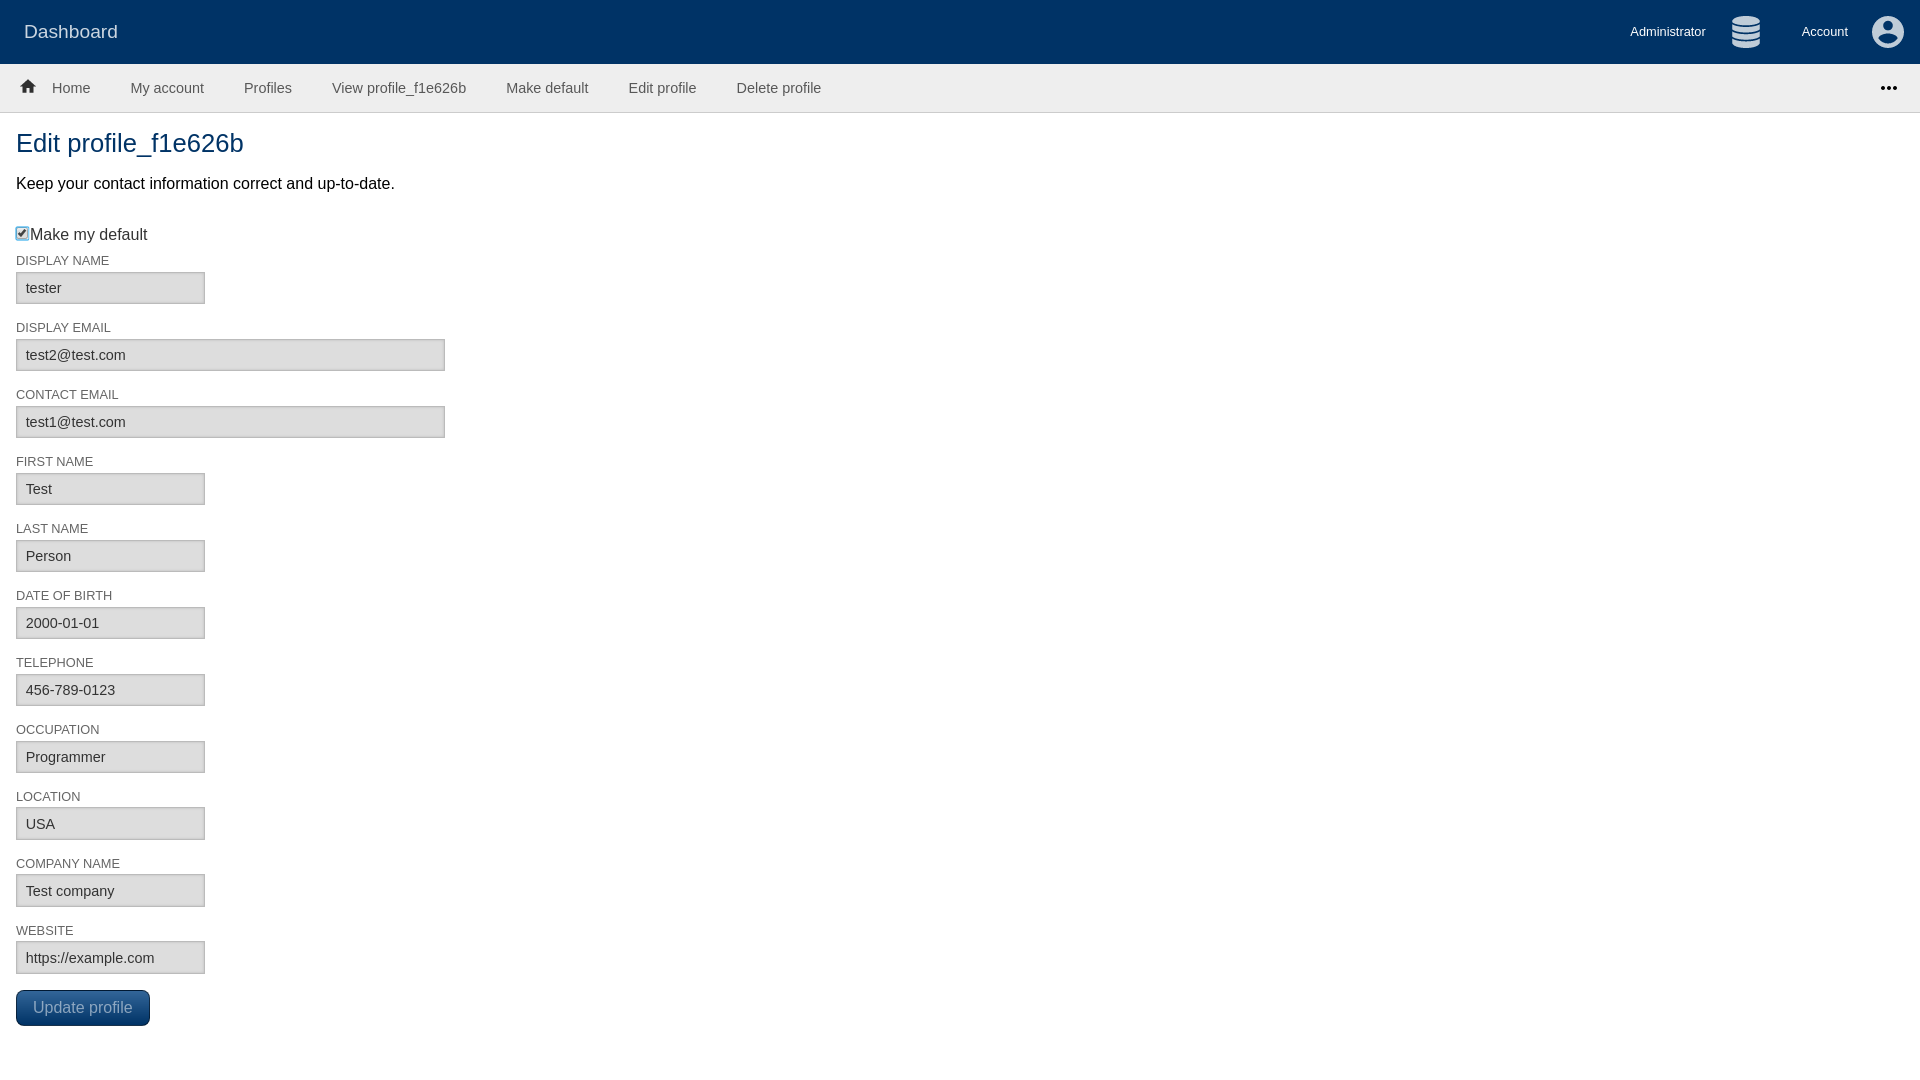 Dashboard
Administrator
Account
Home
My account
Profiles
View profile_f1e626b
Make default
Edit profile
Delete profile
Edit profile_f1e626b
Keep your contact information correct and up-to-date.
Make my default
DISPLAY NAME
tester
DISPLAY EMAIL
test2@test.com
CONTACT EMAIL
test1@test.com
FIRST NAME
Test
LAST NAME
Person
DATE OF BIRTH
2000-01-01
TELEPHONE
456-789-0123
OCCUPATION
Programmer
LOCATION
USA
COMPANY NAME
Test company
WEBSITE
https://example.com
Update profile